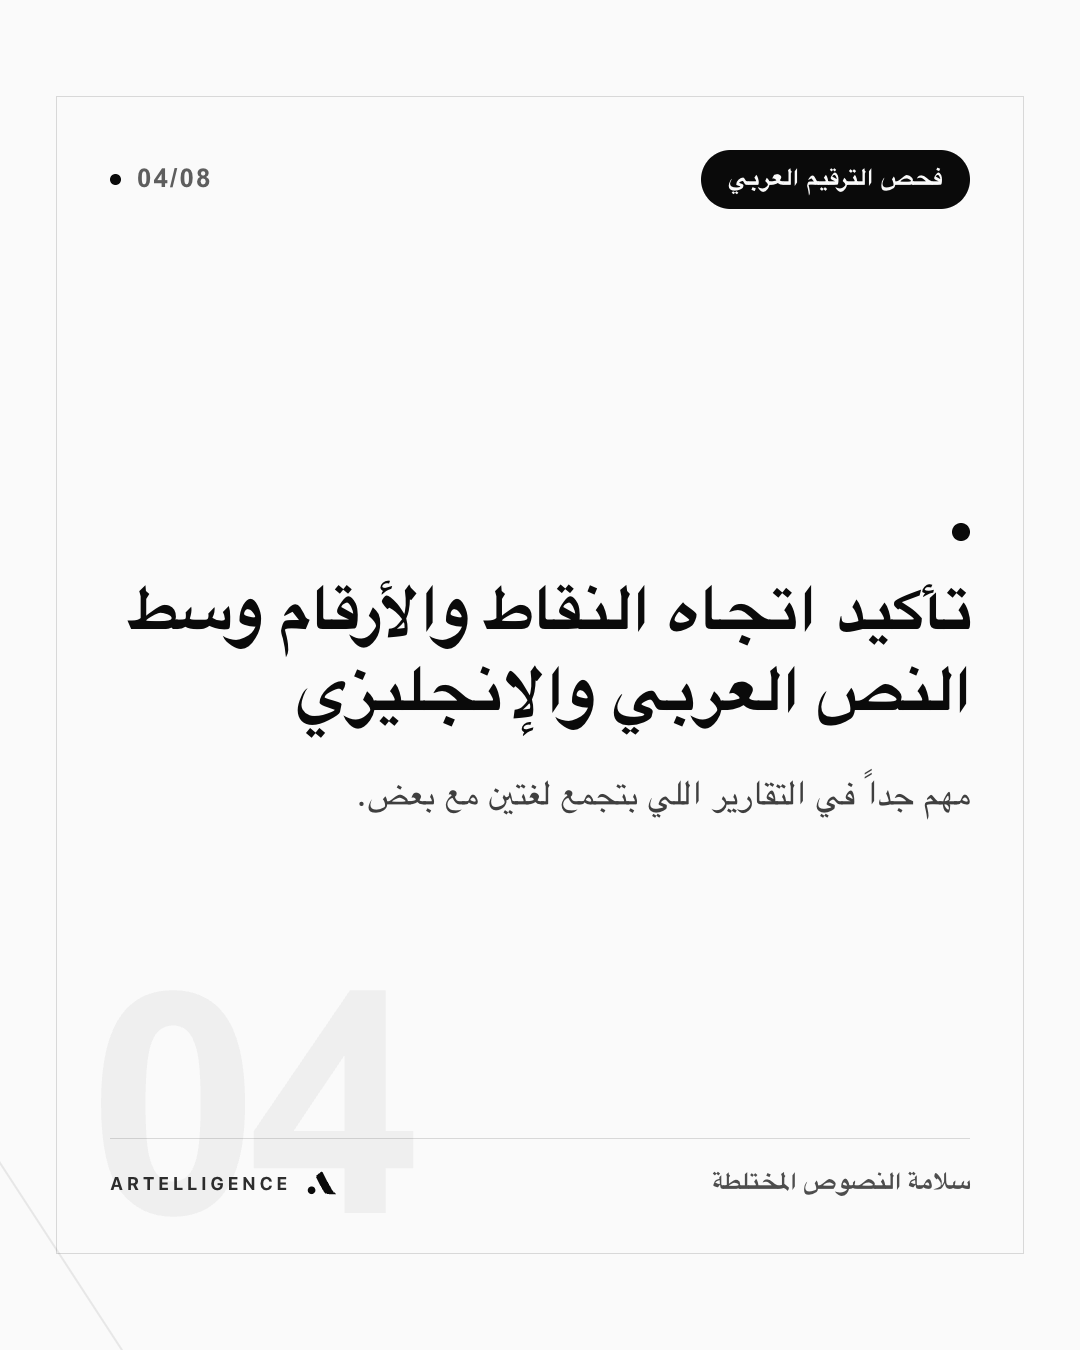 فحص الترقيم العربي
04/08
تأكيد اتجاه النقاط والأرقام وسط
النص العربي والإنجليزي
مهم جداً في التقارير اللي بتجمع لغتين مع بعض.
04
سلامة النصوص المختلطة
ARTELLIGENCE